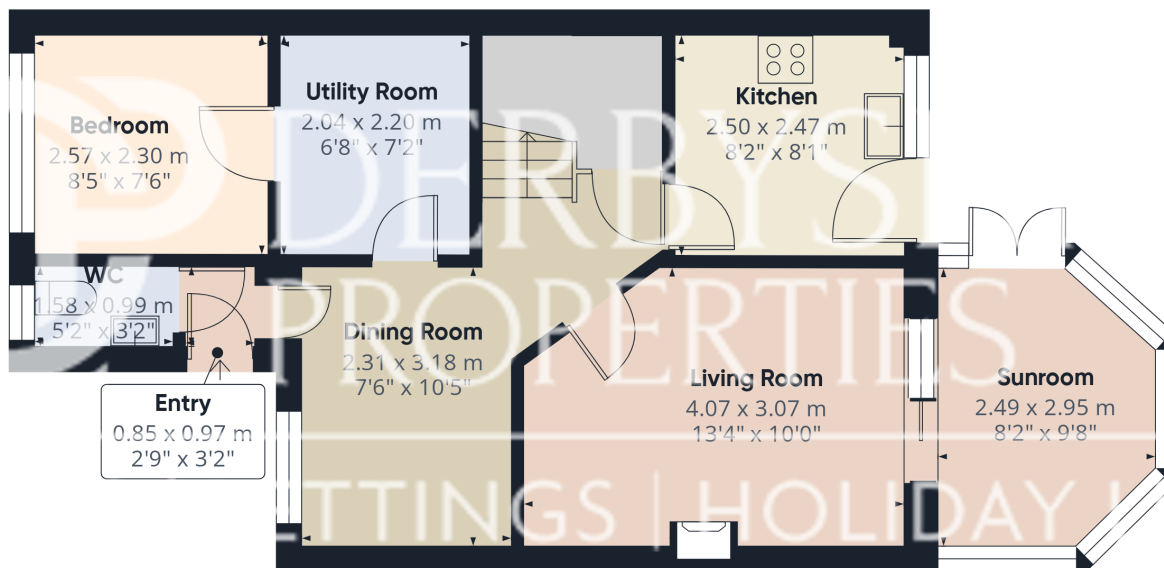 Bedroom
2.57 x 2.30 m
8'5" x 7'6"
Utility Room
2.04 x 2.20 m
6'8" x 7'2"
Kitchen
2.50 x 2.47 m
8'2" x 8'1"
WC
1.58 x 0.99 m
5'2" x 3'2"
Dining Room
2.31 x 3.18 m
7'6" x 10'5"
Living Room
4.07 x 3.07 m
13'4" x 10'0"
Sunroom
2.49 x 2.95 m
8'2" x 9'8"
Entry
0.85 x 0.97 m
2'9" x 3'2"
DERBYS
PROPERTIES
ETTINGS | HOLIDAY